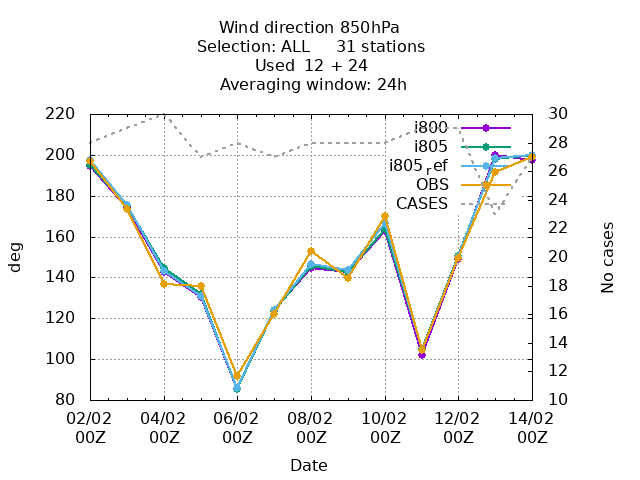 Wind direction 850hPa
Selection: ALL     31 stations
Used  12 + 24
Averaging window: 24h
220
200
180
160
140
120
100
80
deg
30
28
26
24
22
20
18
16
14
12
10
No cases
i800
i805
i805ref
OBS
CASES
02/02 04/02 06/02 08/02 10/02 12/02 14/02
00Z 00Z 00Z 00Z 00Z 00Z 00Z
Date